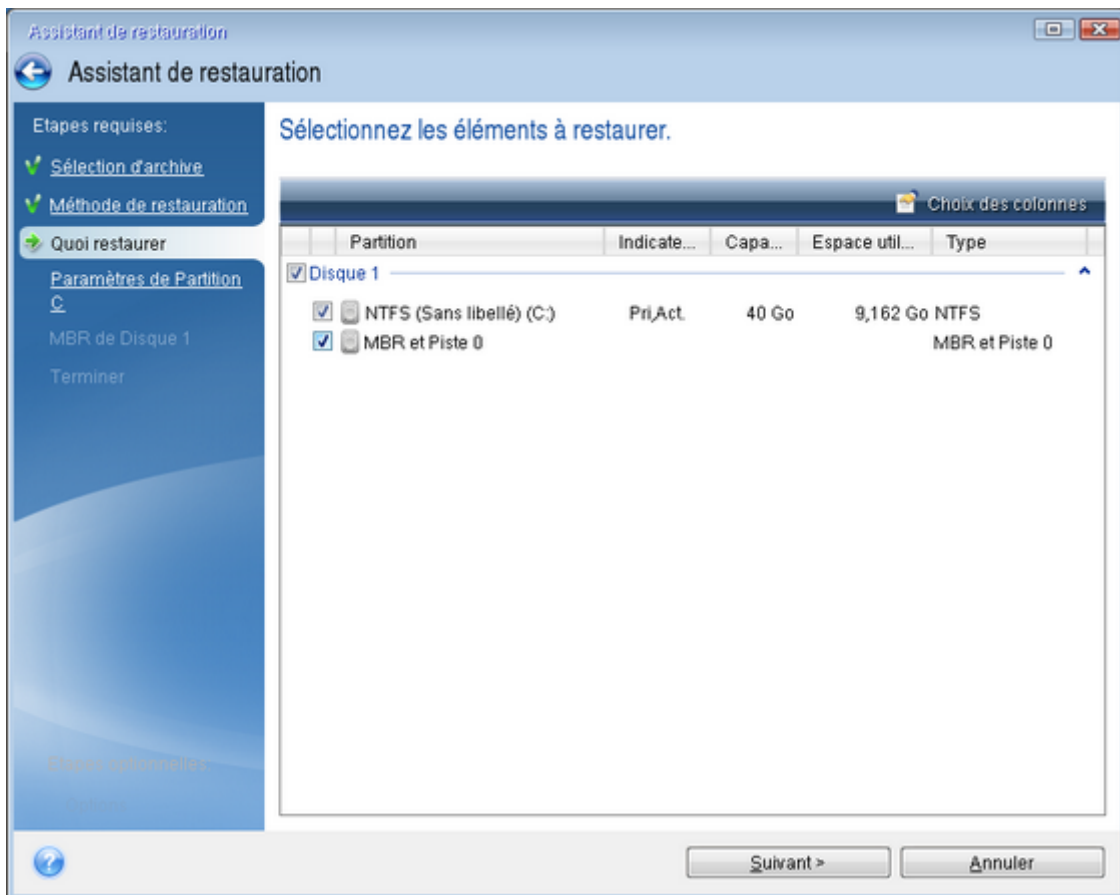 Assistant de restauration
Assistant de restauration
Etapes requises:
Sélection d'archive
Méthode de restauration
Quoi restaurer
Paramètres de Partition
C
MBR de Disque 1
Terminer
Etapes optionnelles:
Options
Sélectionnez les éléments à restaurer.
Choix des colonnes
Partition Indicate... Capa... Espace util... Type
Disque 1
NTFS (Sans libellé) (C:) Pri,Act. 40 Go 9,162 Go NTFS
MBR et Piste 0 MBR et Piste 0
Suivant >
Annuler